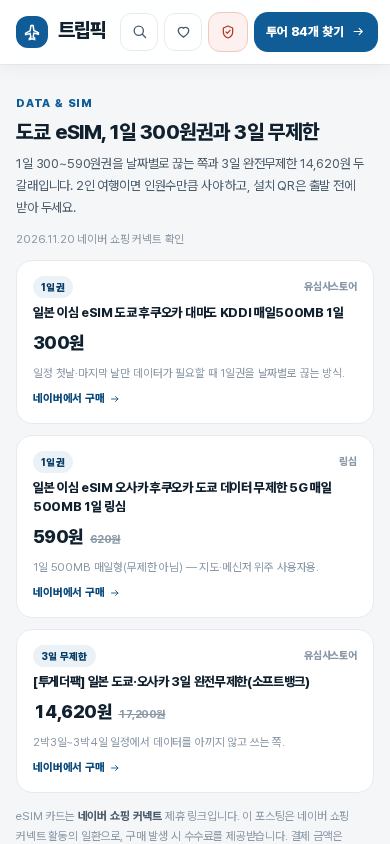 트립픽
투어 84개 찾기 →
DATA & SIM
도쿄 eSIM, 1일 300원권과 3일 무제한
1일 300~590원권을 날짜별로 끊는 쪽과 3일 완전무제한 14,620원 두
갈래입니다. 2인 여행이면 인원수만큼 사야 하고, 설치 QR은 출발 전에
받아 두세요.
2026.11.20 네이버 쇼핑 커넥트 확인
1일권
유심사스토어
일본 이심 eSIM 도쿄 후쿠오카 대마도 KDDI 매일500MB 1일
300원
일정 첫날·마지막 날만 데이터가 필요할 때 1일권을 날짜별로 끊는 방식.
네이버에서 구매 →
1일권
링심
일본 이심 eSIM 오사카 후쿠오카 도쿄 데이터 무제한 5G 매일
500MB 1일 링심
590원 620원
1일 500MB 매일형(무제한 아님) — 지도·메신저 위주 사용자용.
네이버에서 구매 →
3일 무제한
유심사스토어
[투게더팩] 일본 도쿄·오사카 3일 완전무제한(소프트뱅크)
14,620원 17,200원
2박3일~3박4일 일정에서 데이터를 아끼지 않고 쓰는 쪽.
네이버에서 구매 →
eSIM 카드는 네이버 쇼핑 커넥트 제휴 링크입니다. 이 포스팅은 네이버 쇼핑
커넥트 활동의 일환으로, 구매 발생 시 수수료를 제공받습니다. 결제 금액은